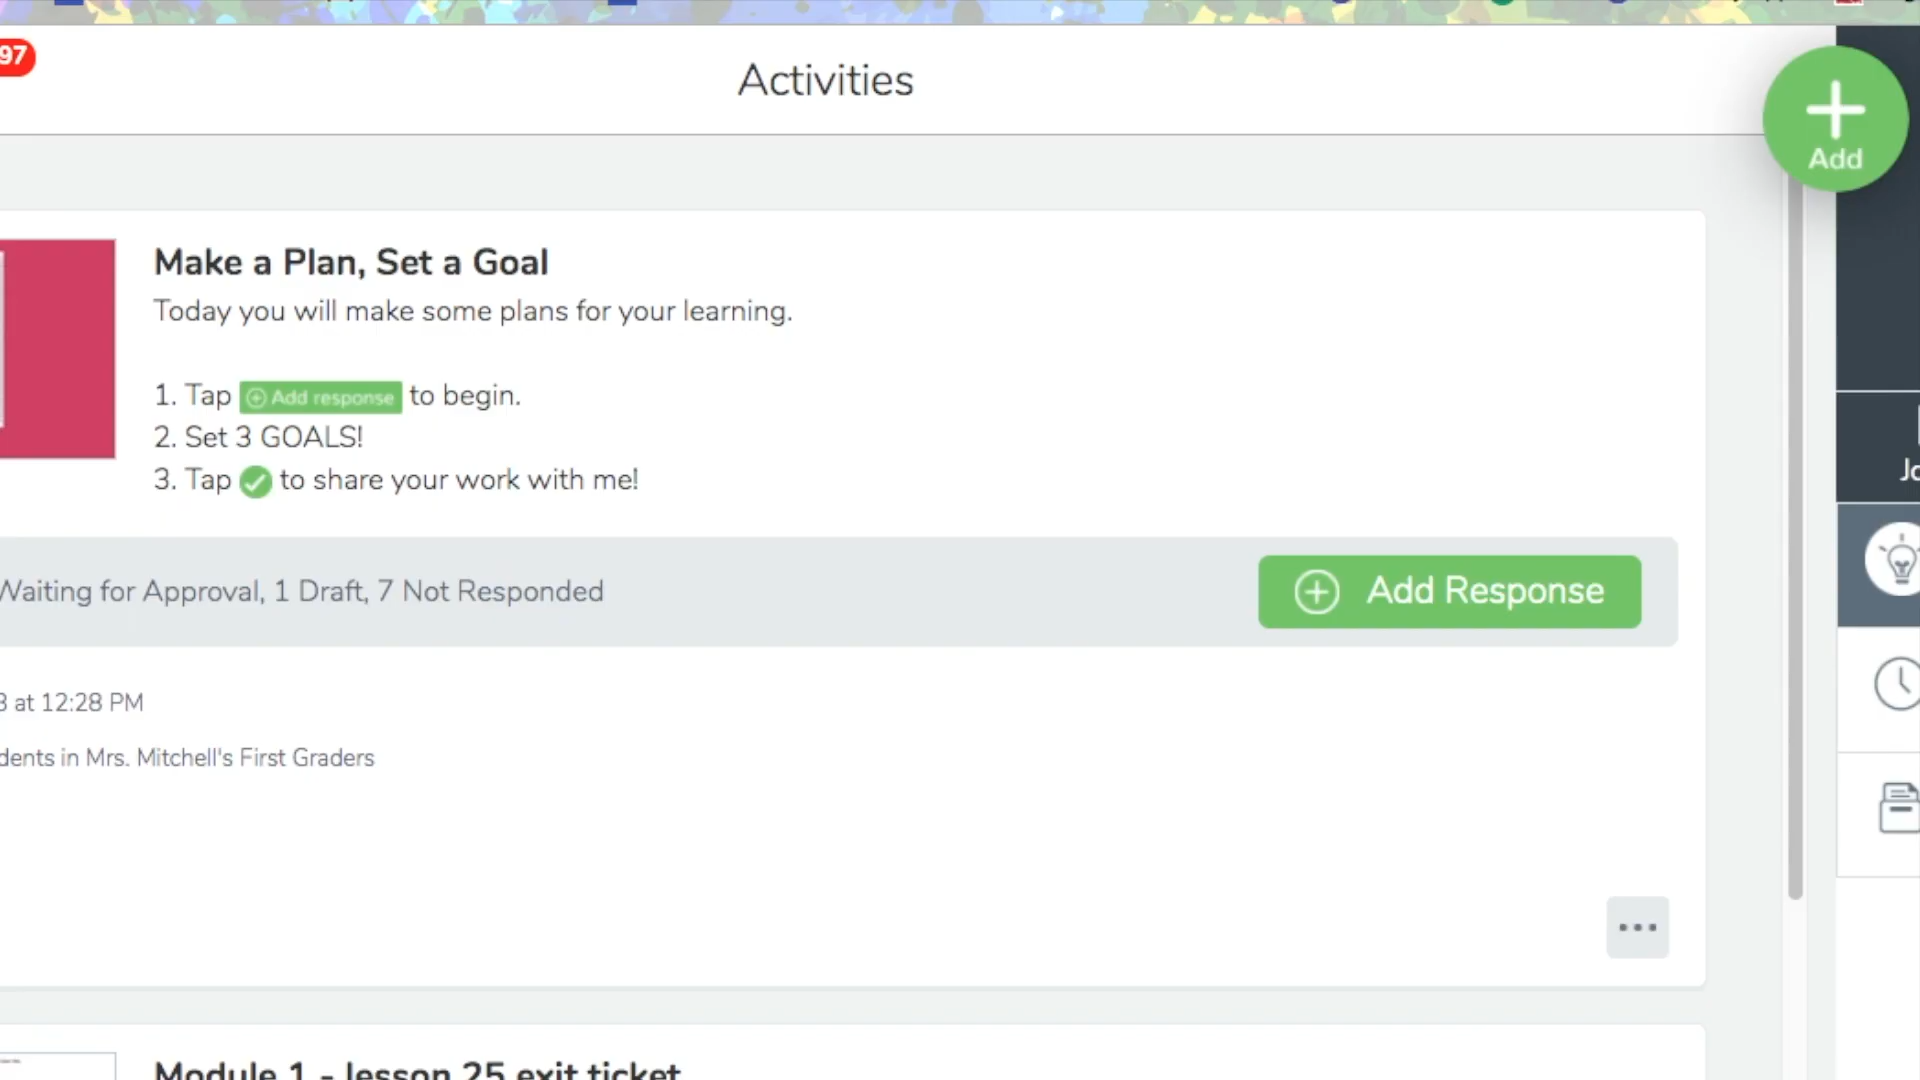 97
Activities
Add
Make a Plan, Set a Goal
Today you will make some plans for your learning.
1. Tap Add response to begin.
2. Set 3 GOALS!
3. Tap to share your work with me!
Waiting for Approval, 1 Draft, 7 Not Responded
Add Response
at 12:28 PM
dents in Mrs. Mitchell's First Graders
Module 1 - lesson 25 exit ticket